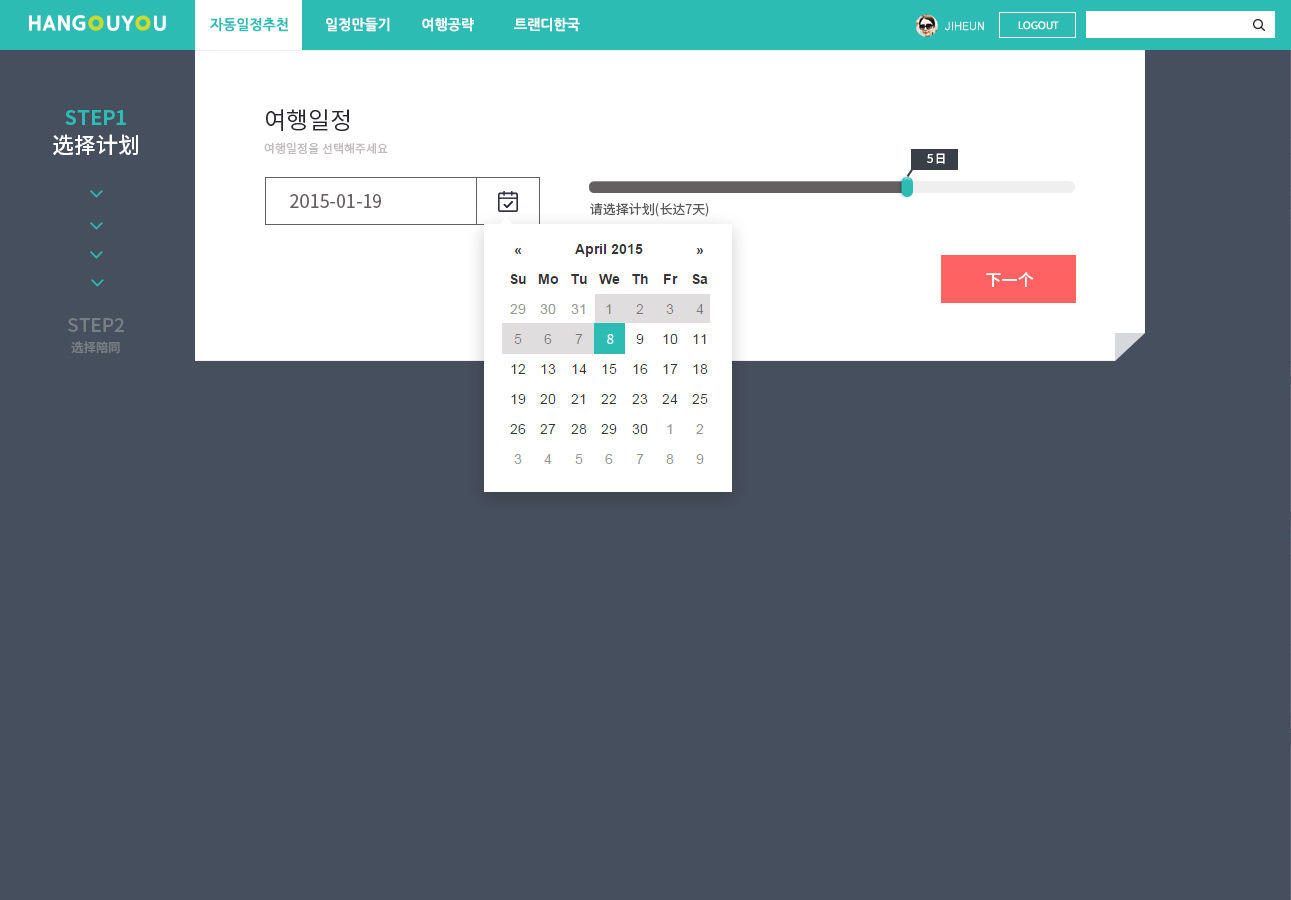 HANGOUYOU 자동일정추천 일정만들기 여행공략 트랜디한국 JIHEUN LOGOUT
STEP1
选择计划
STEP2
选择陪同
여행일정
여행일정을 선택해주세요
2015-01-19
5日
请选择计划(长达7天)
下一个
« April 2015 »
Su Mo Tu We Th Fr Sa
29 30 31 1 2 3 4
5 6 7 8 9 10 11
12 13 14 15 16 17 18
19 20 21 22 23 24 25
26 27 28 29 30 1 2
3 4 5 6 7 8 9